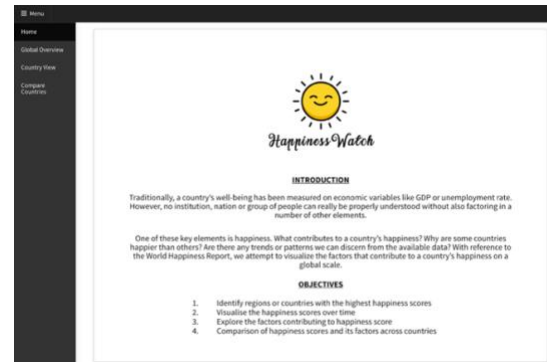 ☰ Menu
Home
Global Overview
Country View
Compare
Countries
Happiness Watch
INTRODUCTION
Traditionally, a country's well-being has been measured on economic variables like GDP or unemployment rate.
However, no institution, nation or group of people can really be properly understood without also factoring in a
number of other elements.
One of these key elements is happiness. What contributes to a country's happiness? Why are some countries
happier than others? Are there any trends or patterns we can discern from the available data? With reference to
the World Happiness Report, we attempt to visualize the factors that contribute to a country's happiness on a
global scale.
OBJECTIVES
1. Identify regions or countries with the highest happiness scores
2. Visualise the happiness scores over time
3. Explore the factors contributing to happiness score
4. Comparison of happiness scores and its factors across countries